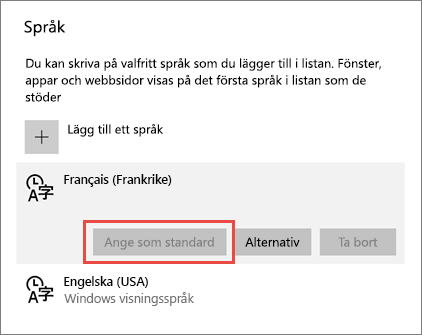 Språk
Du kan skriva på valfritt språk som du lägger till i listan. Fönster,
appar och webbsidor visas på det första språk i listan som de
stöder
Lägg till ett språk
Français (Frankrike)
Ange som standard Alternativ Ta bort
Engelska (USA)
Windows visningsspråk